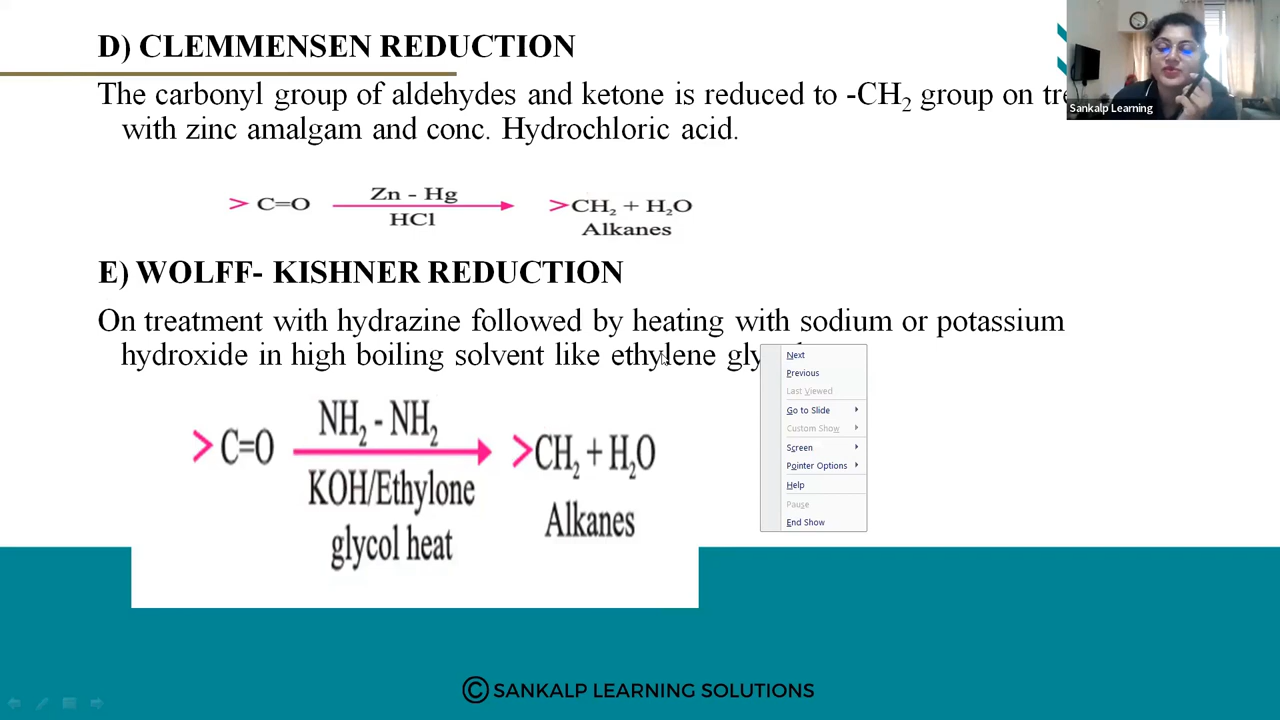 D) CLEMMENSEN REDUCTION
The carbonyl group of aldehydes and ketone is reduced to -CH₂ group on
with zinc amalgam and conc. Hydrochloric acid.
Sankalp Learning
Zn - Hg
> C=O
>CH₂ + H₂O
HCl
Alkanes
E) WOLFF- KISHNER REDUCTION
On treatment with hydrazine followed by heating with sodium or potassium
hydroxide in high boiling solvent like ethylene
Next
Previous
Last Viewed
Go to Slide
Custom Show
Screen
Pointer Options
Help
Pause
End Show
NH₂ - NH₂
>C=O
>CH₂ + H₂O
KOH/Ethylone
glycol heat
Alkanes
© SANKALP LEARNING SOLUTIONS